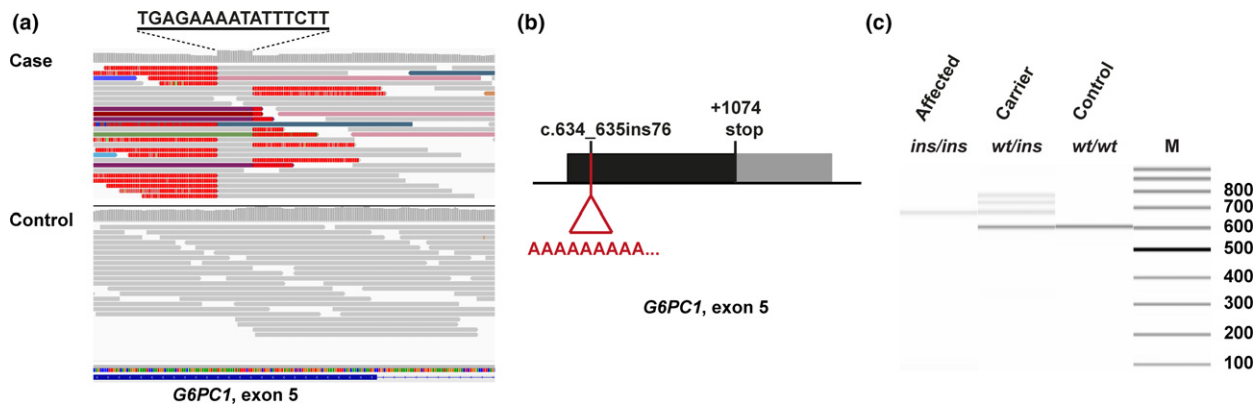 (a)
TGAGAAAATATTTCTT
Case
Control
G6PC1, exon 5
(b)
c.634_635ins76
+1074
stop
AAAAAAAAA...
G6PC1, exon 5
(c)
Affected
Carrier
Control
ins/ins
wt/ins
wt/wt
M
800
700
600
500
400
300
200
100